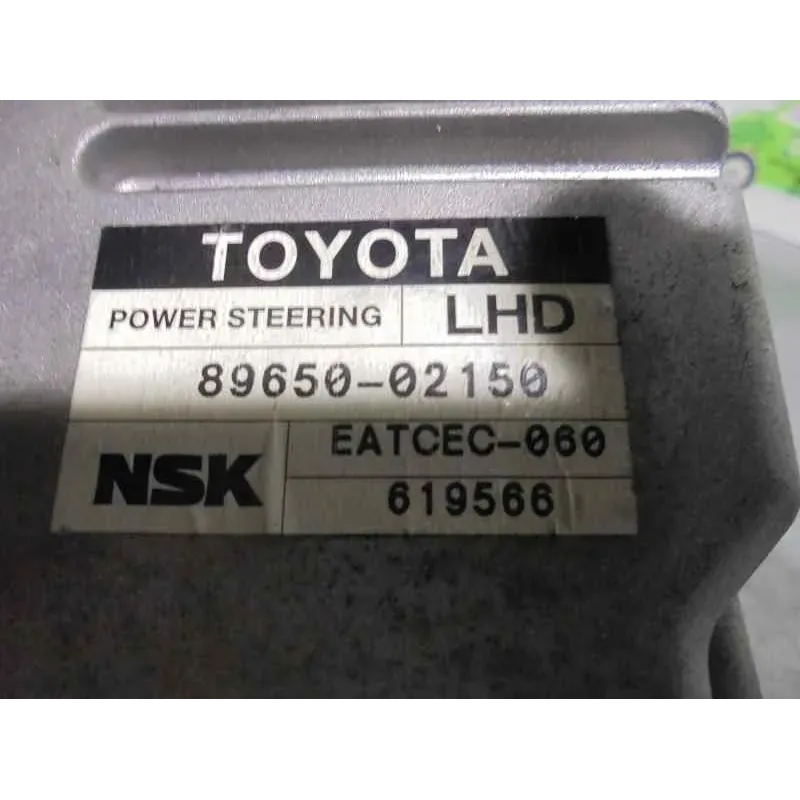 TOYOTA
POWER STEERING LHD
89650-02150
NSK EATCEC-060
619566